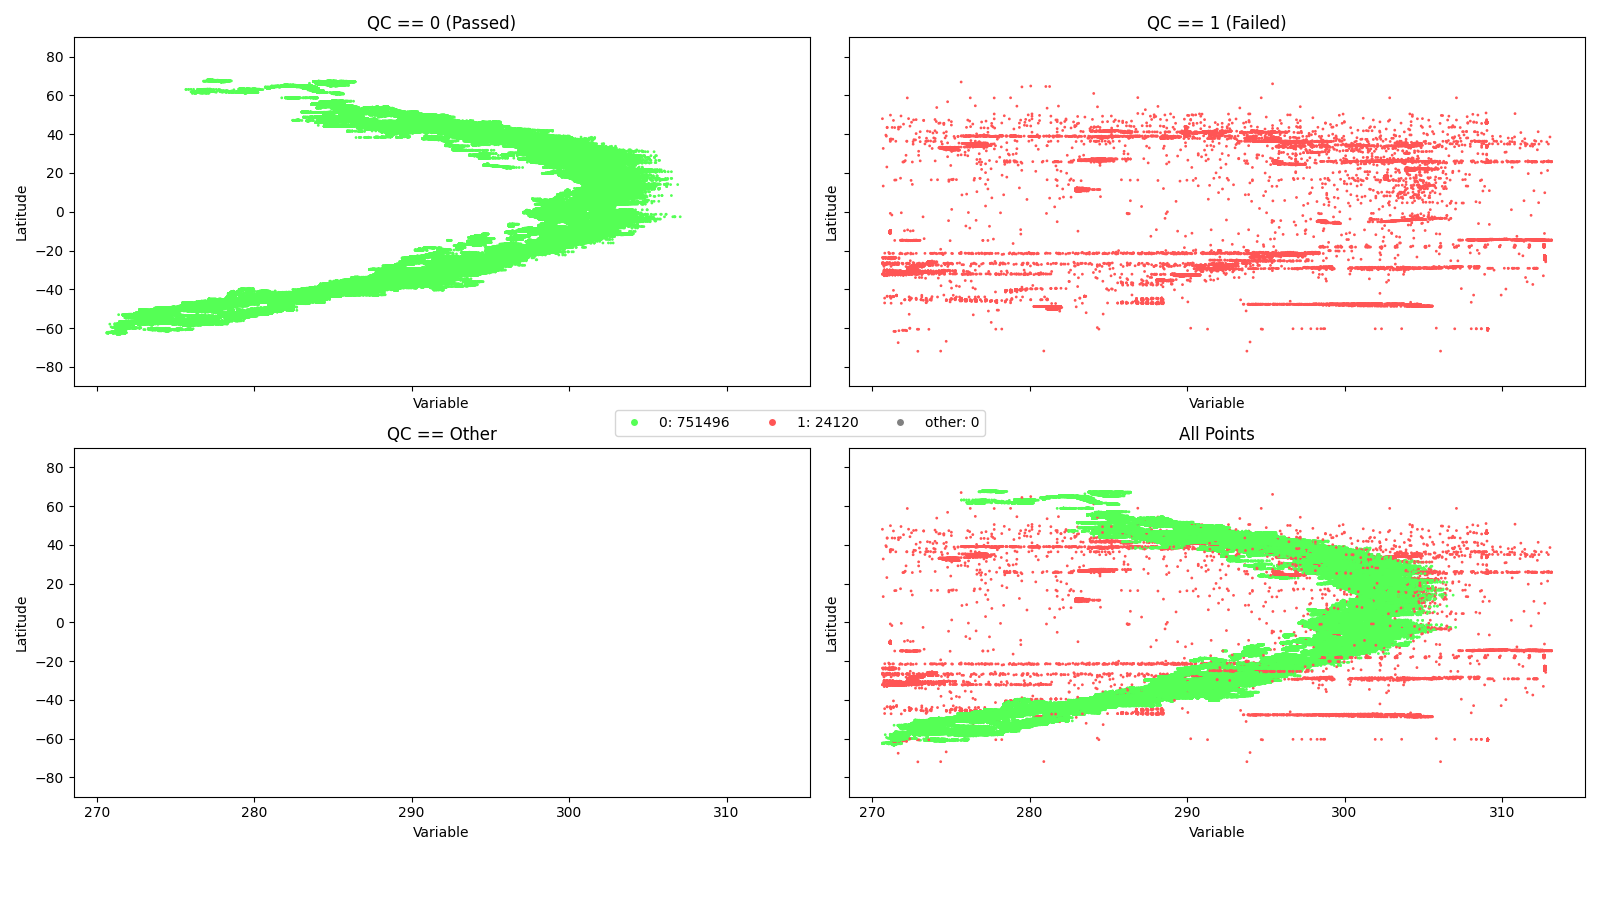 QC == 0 (Passed)
QC == 1 (Failed)
80
60
40
20
0
−20
−40
−60
−80
Latitude
Latitude
Variable
Variable
0: 751496
1: 24120
other: 0
QC == Other
All Points
80
60
40
20
0
−20
−40
−60
−80
Latitude
Latitude
270
280
290
300
310
270
280
290
300
310
Variable
Variable